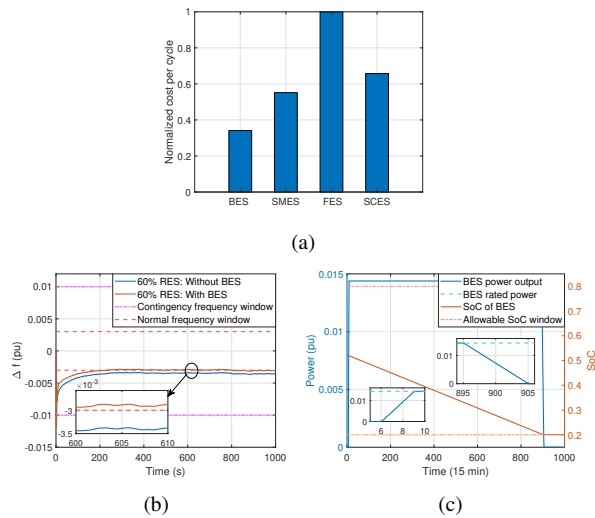 1
0.8
0.6
0.4
0.2
0
Normalized cost per cycle
BES SMES FES SCES
(a)
0.01
0.005
0
-0.005
-0.01
-0.015
Δ f (pu)
60% RES: Without BES
60% RES: With BES
Contingency frequency window
Normal frequency window
× 10⁻³
-3
-3.5
600 605 610
0 200 400 600 800 1000
Time (s)
(b)
0.015
0.01
0.005
0
Power (pu)
BES power output
BES rated power
SoC of BES
Allowable SoC window
0.01
0
895 900 905
0.01
0
6 8 10
0.8
0.7
0.6
0.5
0.4
0.3
0.2
SoC
0 200 400 600 800 1000
Time (15 min)
(c)